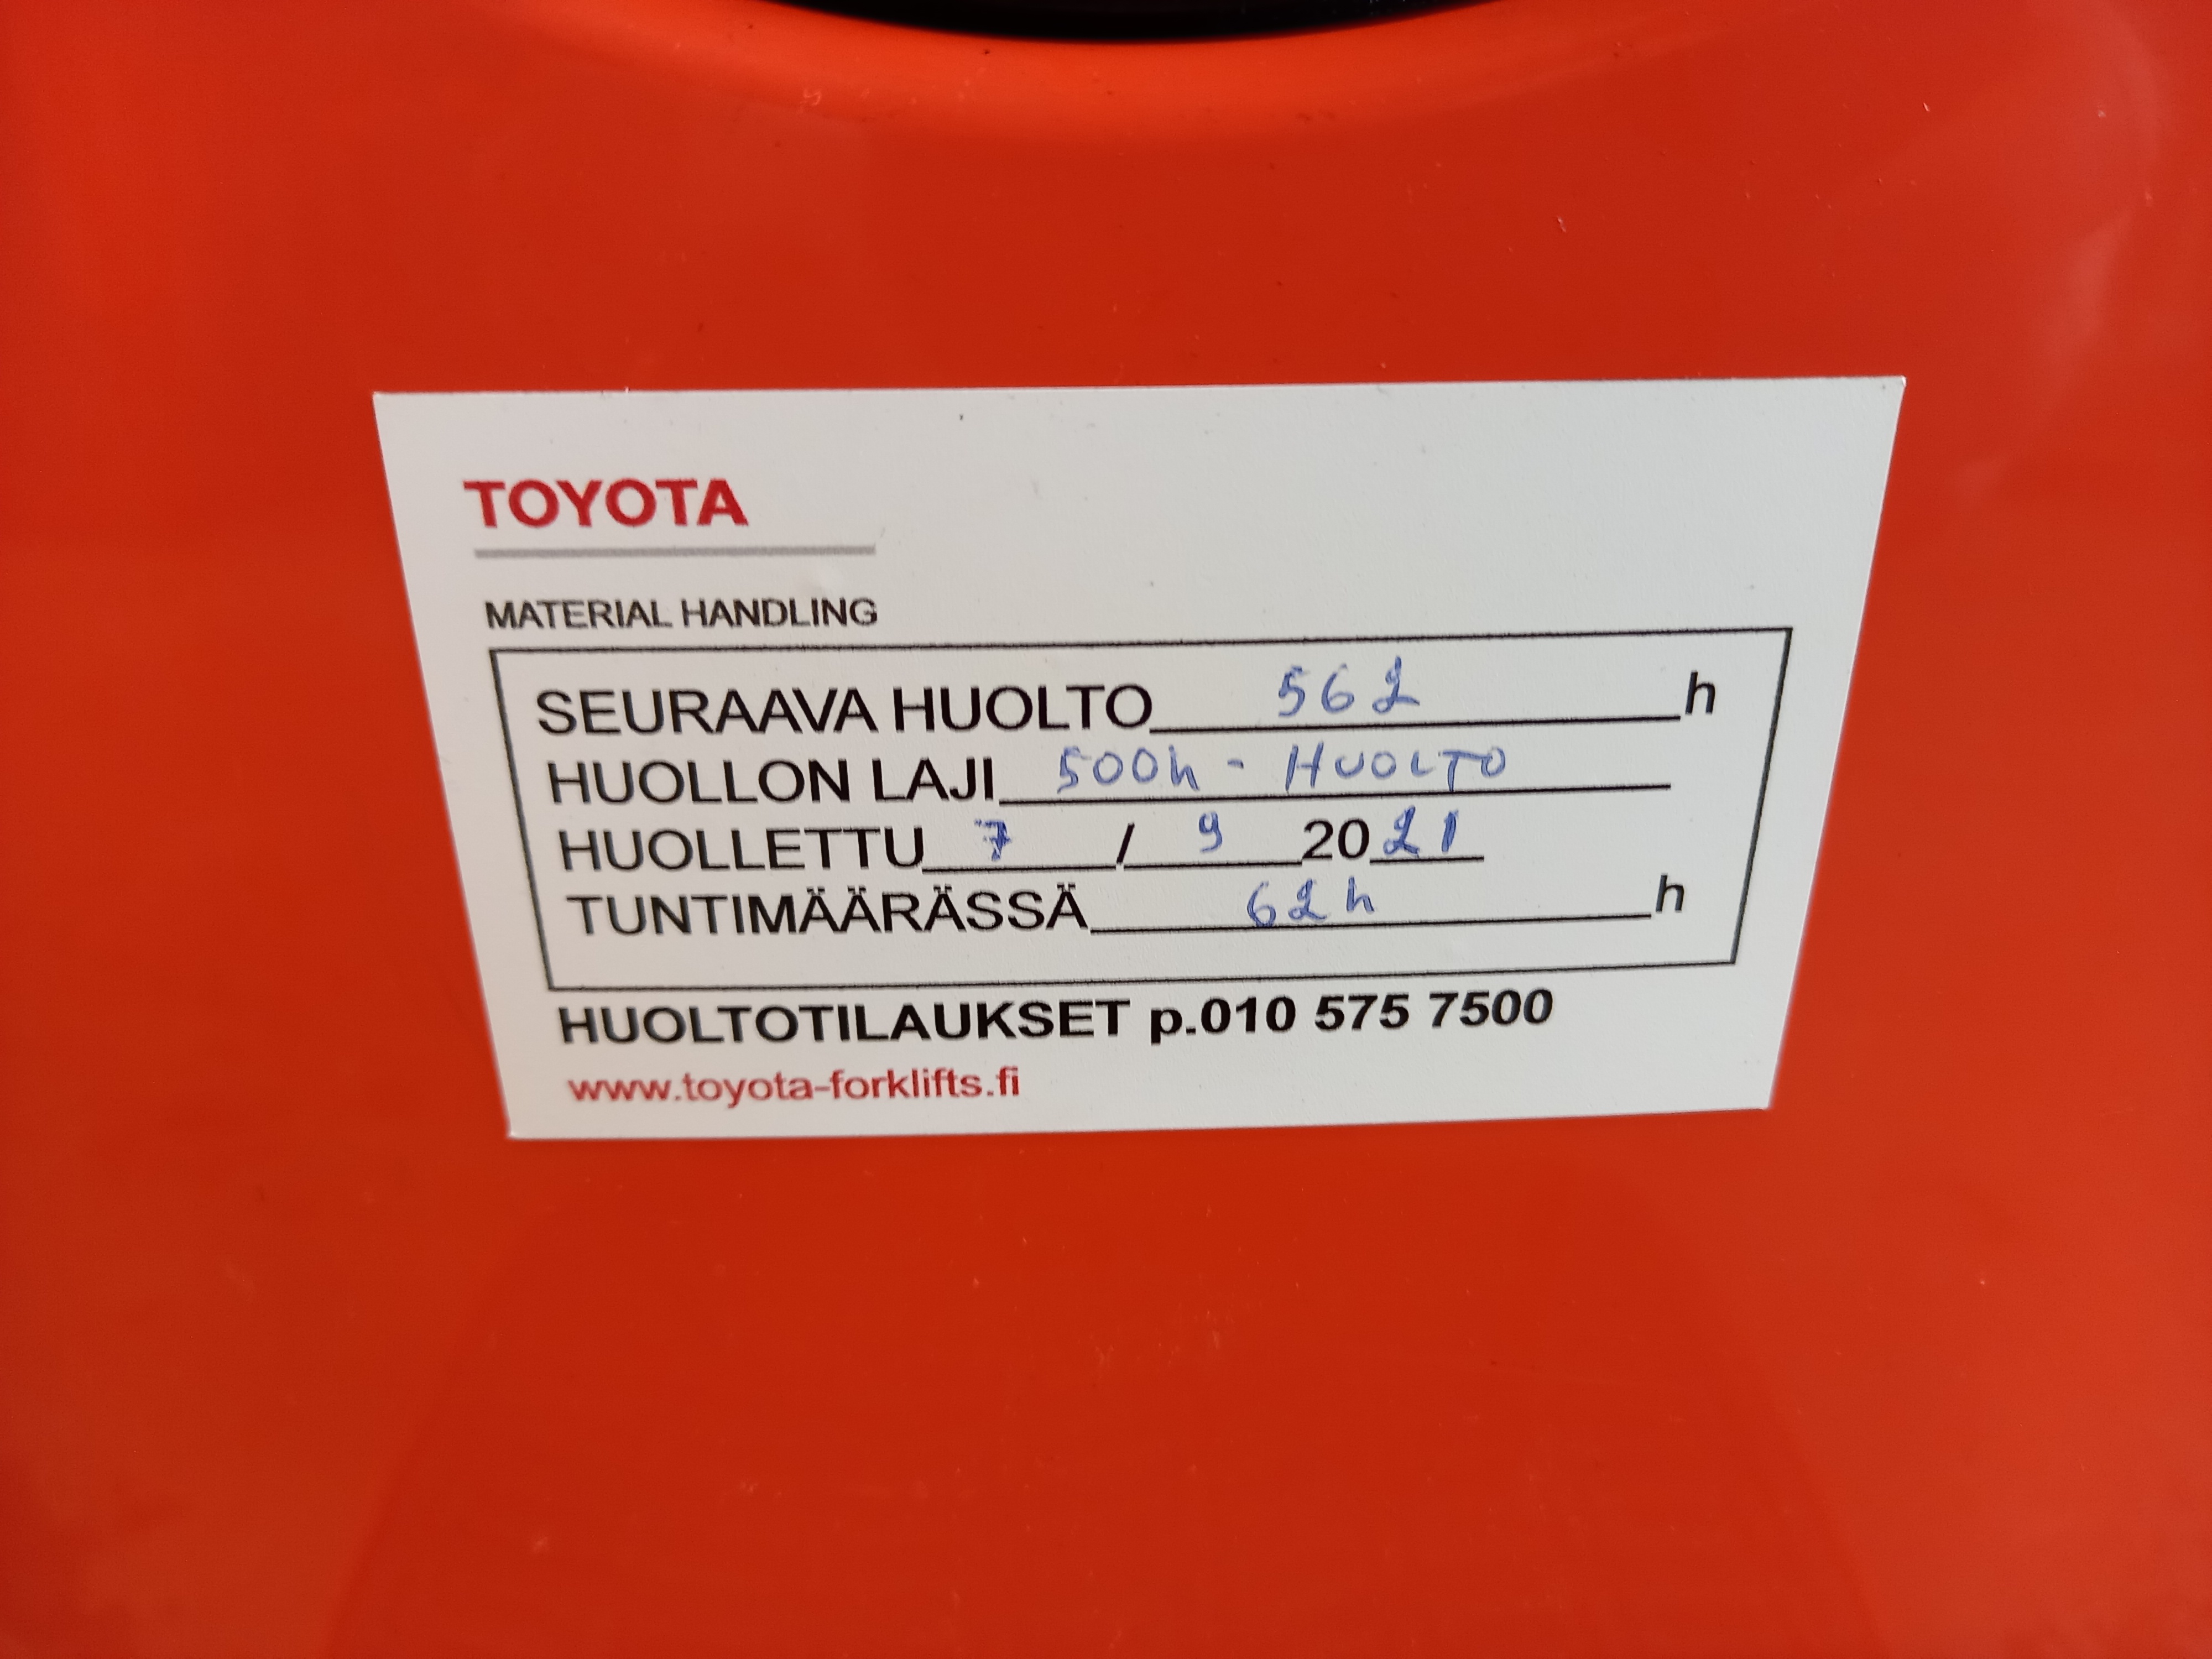 TOYOTA
MATERIAL HANDLING
SEURAAVA HUOLTO 562 h
HUOLLON LAJI 500h - HUOLTO
HUOLLETTU 7 / 9 2021
TUNTIMÄÄRÄSSÄ 62h h
HUOLTOTILAUKSET p.010 575 7500
www.toyota-forklifts.fi